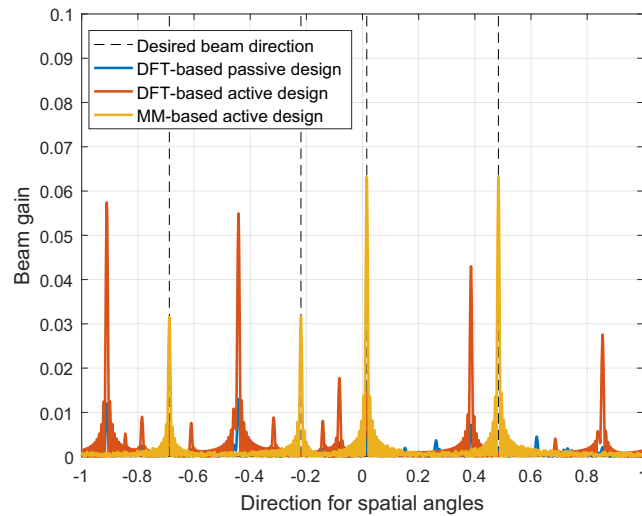 0.1
0.09
0.08
0.07
0.06
0.05
0.04
0.03
0.02
0.01
0
Beam gain
Desired beam direction
DFT-based passive design
DFT-based active design
MM-based active design
-1 -0.8 -0.6 -0.4 -0.2 0 0.2 0.4 0.6 0.8 1
Direction for spatial angles